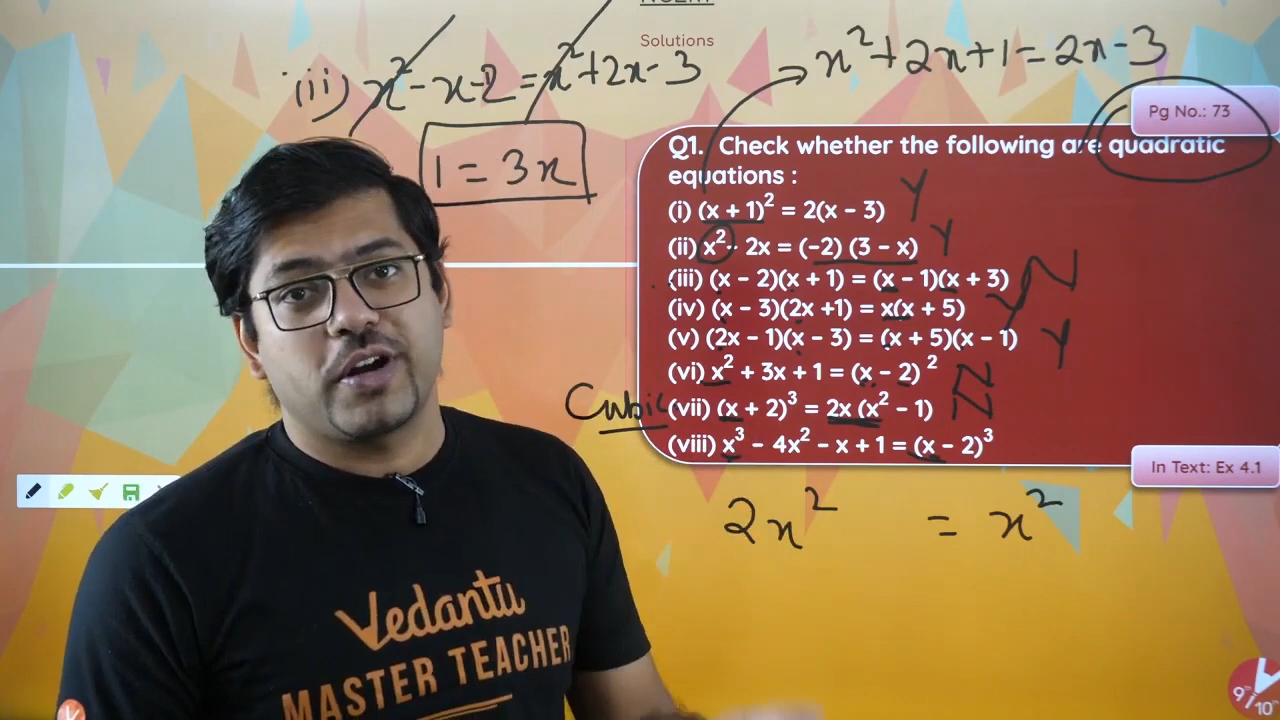 NCERT
Solutions
(iii) x² - x - 2 = x² + 2x - 3
x² + 2x + 1 = 2x - 3
1 = 3x
Pg No.: 73
Q1. Check whether the following are quadratic
equations :
(i) (x + 1)² = 2(x – 3) Y
(ii) x² – 2x = (–2) (3 – x) Y
(iii) (x – 2)(x + 1) = (x – 1)(x + 3) N
(iv) (x – 3)(2x +1) = x(x + 5) Y
(v) (2x – 1)(x – 3) = (x + 5)(x – 1) Y
(vi) x² + 3x + 1 = (x – 2) ² N
Cubic (vii) (x + 2)³ = 2x (x² – 1) N
(viii) x³ – 4x² – x + 1 = (x – 2)³
In Text: Ex 4.1
2x² = x²
Vedantu
MASTER TEACHER
9th
10th